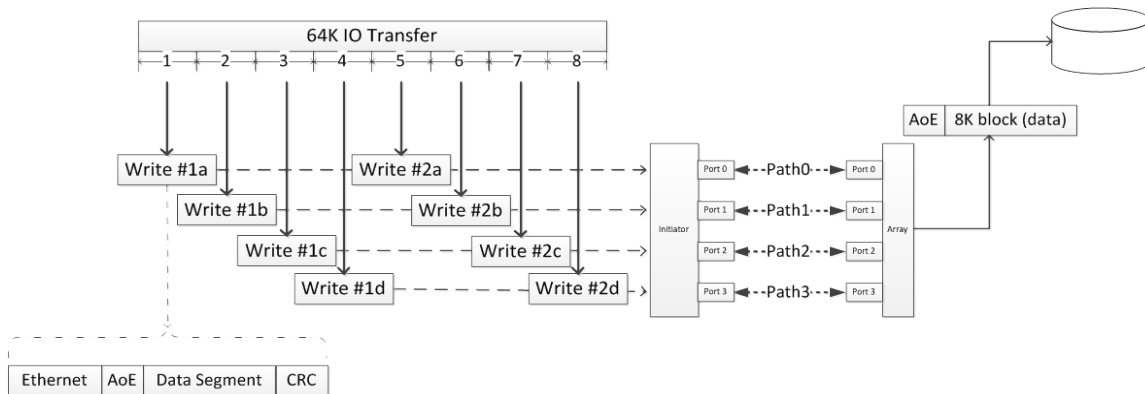 64K IO Transfer
1 2 3 4 5 6 7 8
AoE 8K block (data)
Write #1a Write #2a
Write #1b Write #2b
Write #1c Write #2c
Write #1d Write #2d
Initiator
Port 0 Path0 Port 0
Port 1 Path1 Port 1
Port 2 Path2 Port 2
Port 3 Path3 Port 3
Array
Ethernet AoE Data Segment CRC